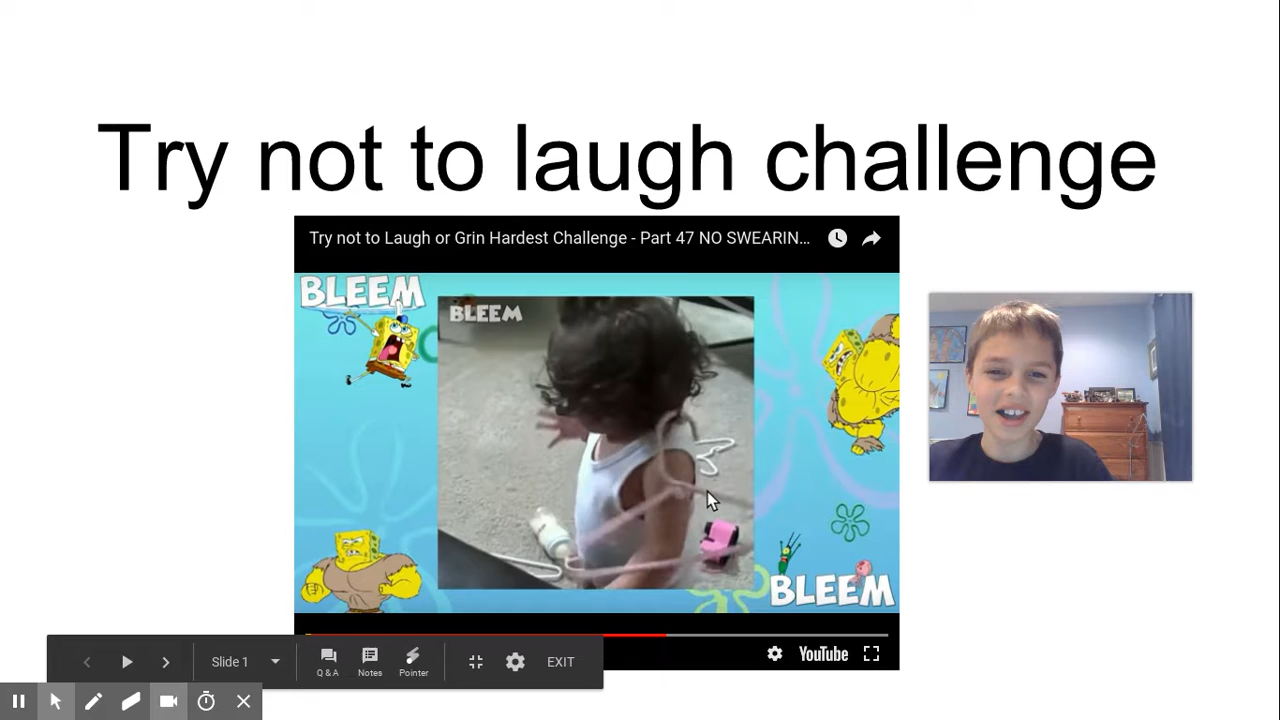 Try not to laugh challenge
Try not to Laugh or Grin Hardest Challenge - Part 47 NO SWEARIN...
BLEEM
BLEEM
BLEEM
YouTube
Slide 1
Q & A
Notes
Pointer
EXIT